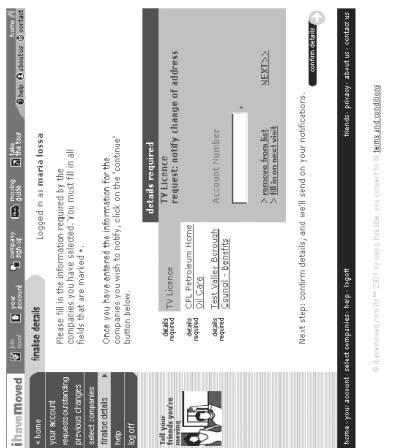 ihavemoved
join now!
your account
company sign-up
moving guide
take the tour
home
help about us contact
finalise details
Logged in as maria lossa
< home
your account
requests outstanding
previous changes
select companies
finalise details
help
log off
Tell your friends you're moving
Please fill in the information required by the
companies you have selected. You must fill in all
fields that are marked *.
Once you have entered the information for the
companies you wish to notify, click on the 'continue'
button below.
details required
TV Licence
details required
CPL Petroleum Home
Oil Care
details required
Test Valley Borough
Council - Benefits
details required
TV Licence
request: notify change of address
Account Number
*
> remove from list
> fill in on next visit
NEXT>>
Next step: confirm details, and we'll send on your notifications.
confirm details
home · your account · select companies · help · logoff
friends · privacy · about us · contact us
© ihavemoved.com ltd™ 2001 by using this site, you consent to its terms and conditions